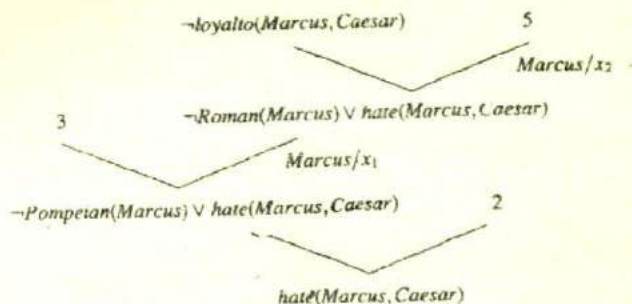 ¬loyalto(Marcus,Caesar) 5
Marcus/x₂
3 ¬Roman(Marcus) ∨ hate(Marcus,Caesar)
Marcus/x₁
¬Pompeian(Marcus) ∨ hate(Marcus,Caesar) 2
hate(Marcus,Caesar)